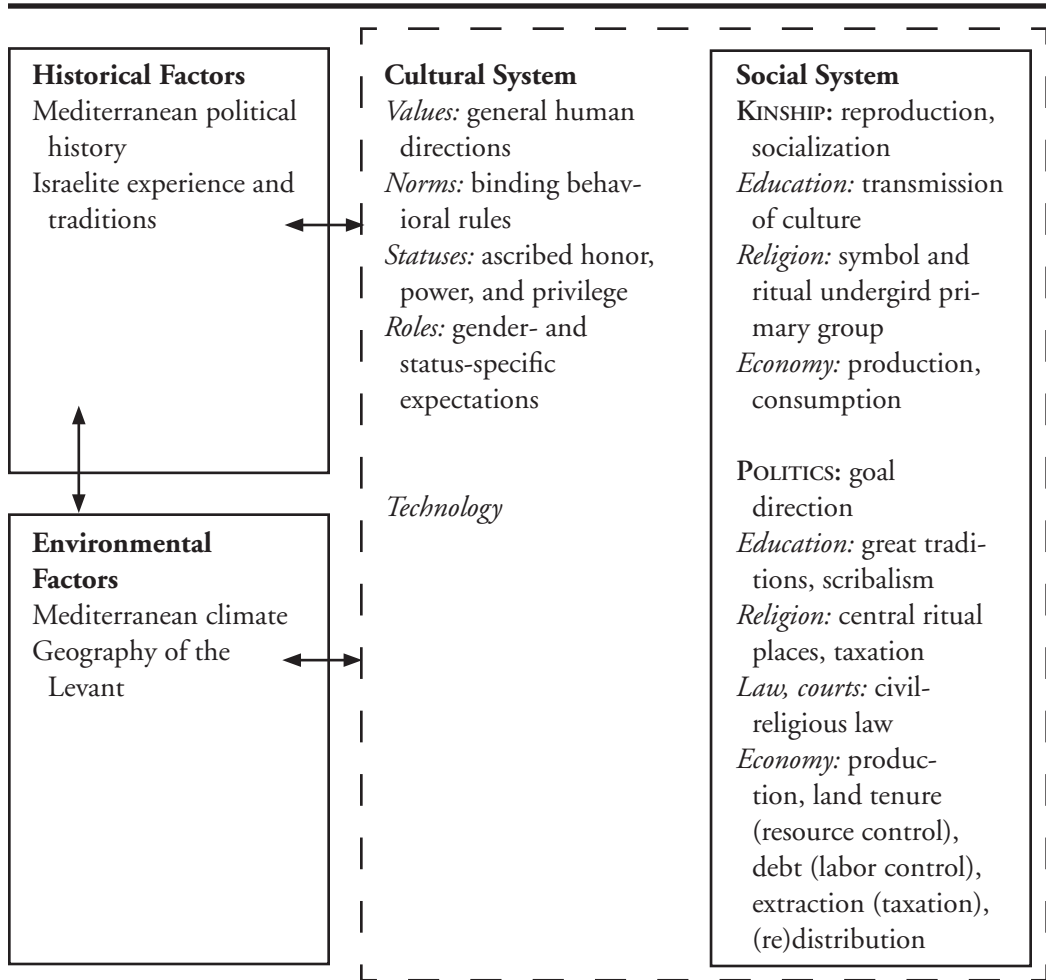 Historical Factors
Mediterranean political
history
Israelite experience and
traditions
Environmental
Factors
Mediterranean climate
Geography of the
Levant
Cultural System
Values: general human
directions
Norms: binding behav-
ioral rules
Statuses: ascribed honor,
power, and privilege
Roles: gender- and
status-specific
expectations
Technology
Social System
KINSHIP: reproduction,
socialization
Education: transmission
of culture
Religion: symbol and
ritual undergird pri-
mary group
Economy: production,
consumption
POLITICS: goal
direction
Education: great tradi-
tions, scribalism
Religion: central ritual
places, taxation
Law, courts: civil-
religious law
Economy: produc-
tion, land tenure
(resource control),
debt (labor control),
extraction (taxation),
(re)distribution